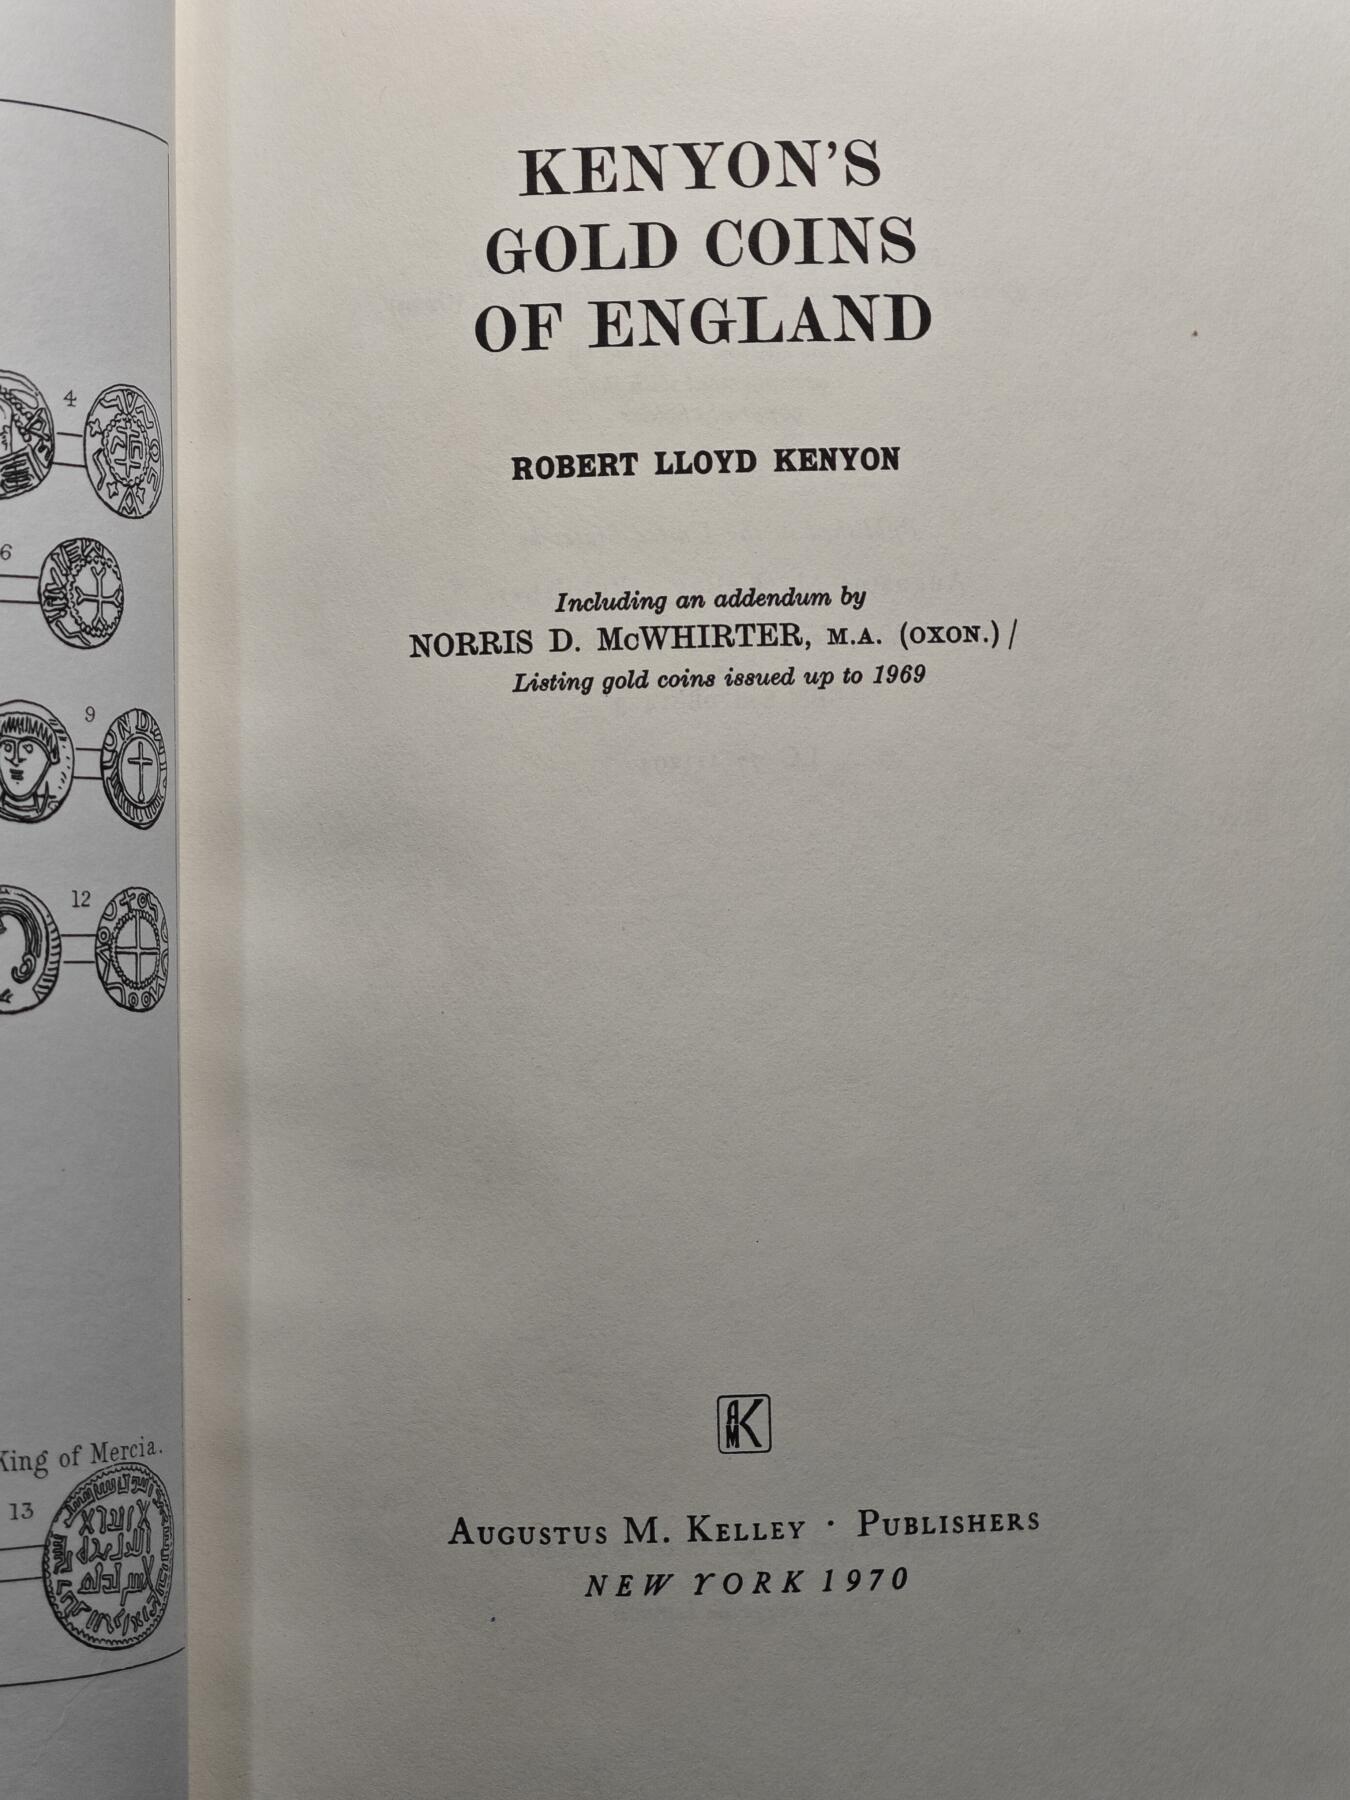 KENYON'S
GOLD COINS
OF ENGLAND
ROBERT LLOYD KENYON
Including an addendum by
NORRIS D. McWHIRTER, M.A. (OXON.) /
Listing gold coins issued up to 1969
AMK
AUGUSTUS M. KELLEY · PUBLISHERS
NEW YORK 1970
4
6
9
12
King of Mercia.
13